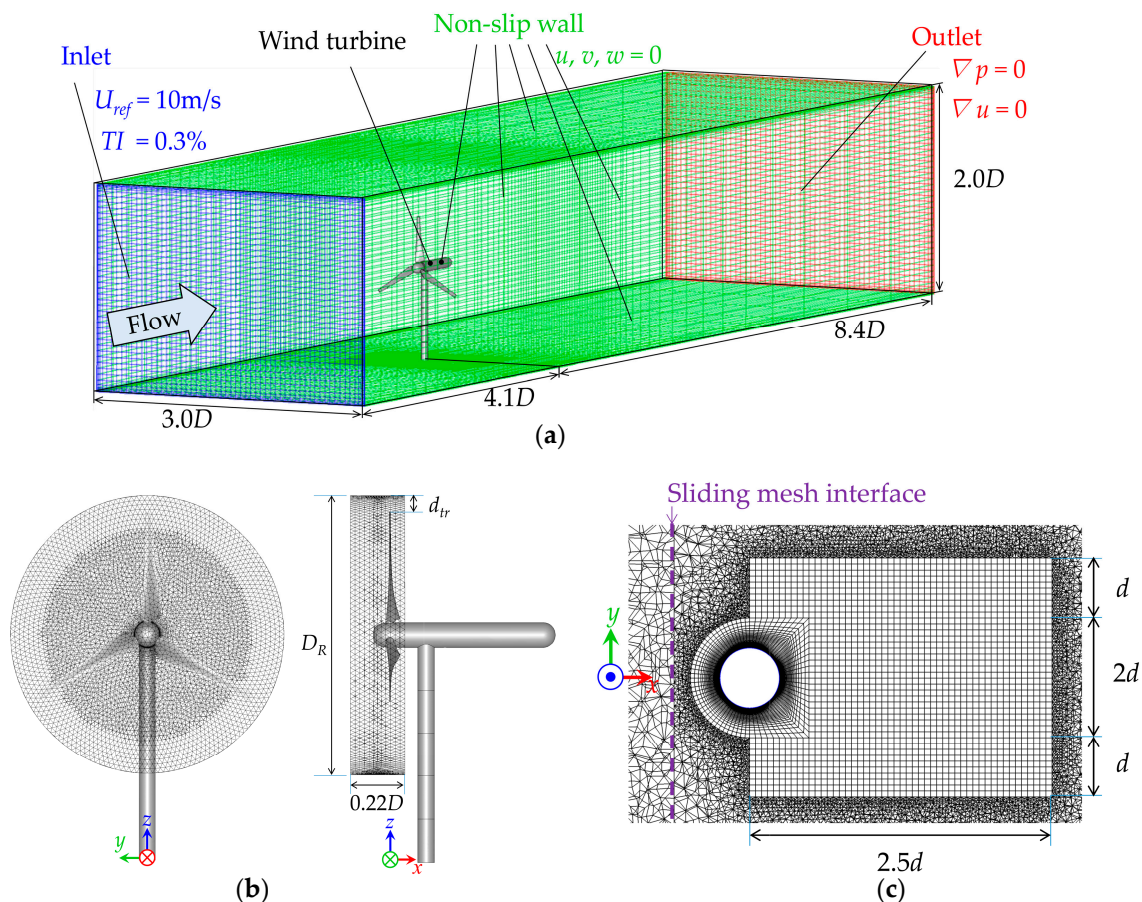 Inlet
U_ref = 10m/s
TI = 0.3%
Wind turbine
Non-slip wall
u, v, w = 0
Outlet
∇p = 0
∇u = 0
2.0D
Flow
8.4D
4.1D
3.0D
(a)
d_tr
D_R
0.22D
z
y
z
x
(b)
Sliding mesh interface
y
x
d
2d
d
2.5d
(c)